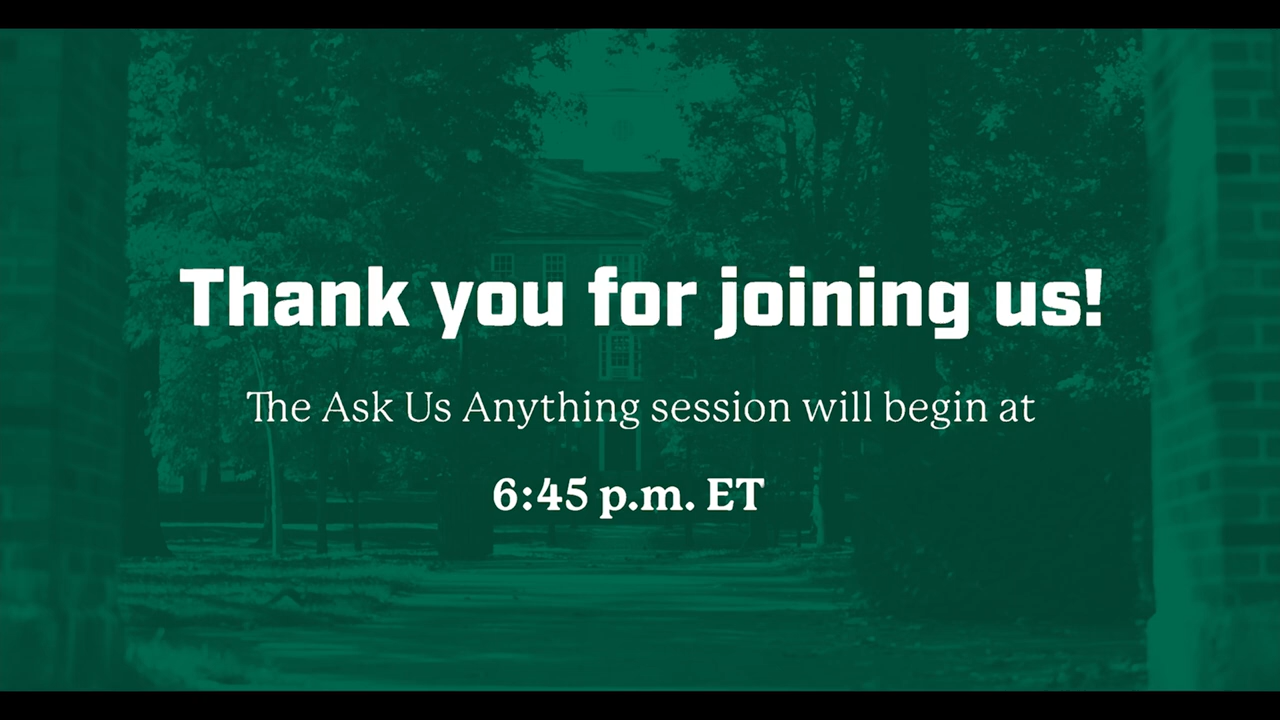 Thank you for joining us!
The Ask Us Anything session will begin at
6:45 p.m. ET